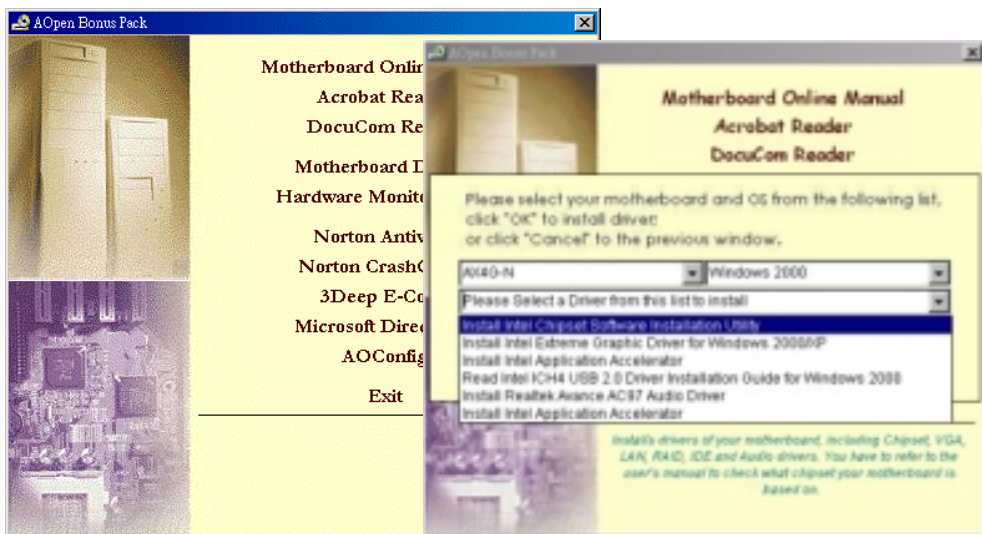 AOpen Bonus Pack
Motherboard Onlin
Acrobat Rea
DocuCom Re
Motherboard D
Hardware Monito
Norton Antiv
Norton Crash
3Deep E-Co
Microsoft Direc
AOConfig
Exit
AOpen Bonus Pack
Motherboard Online Manual
Acrobat Reader
DocuCom Reader
Please select your motherboard and OS from the following list,
click "OK" to install driver;
or click "Cancel" to the previous window.
AX4G-N
Windows 2000
Please Select a Driver from this list to install
Install Intel Chipset Software Installation Utility
Install Intel Extreme Graphic Driver for Windows 2000/XP
Install Intel Application Accelerator
Read Intel ICH4 USB 2.0 Driver Installation Guide for Windows 2000
Install Realtek Avance AC97 Audio Driver
Install Intel Application Accelerator
Installs drivers of your motherboard, including Chipset, VGA,
LAN, RAID, IDE and Audio drivers. You have to refer to the
user's manual to check what chipset your motherboard is
based on.